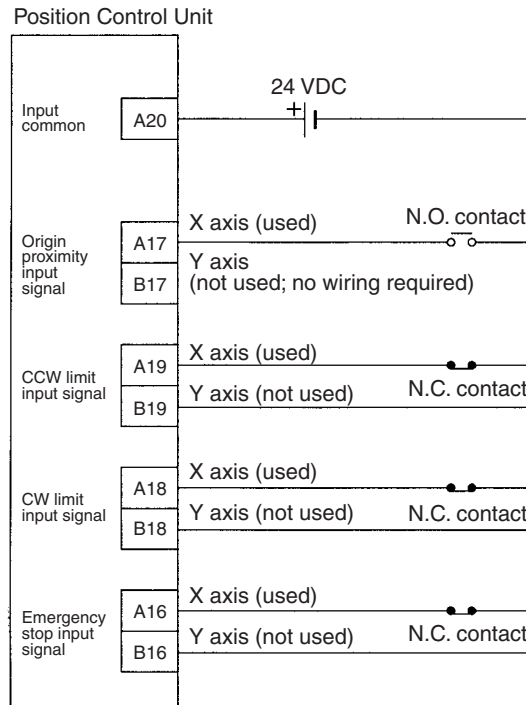 Position Control Unit
24 VDC
+
Input
common
A20
X axis (used)
N.O. contact
Origin
proximity
input
signal
A17
Y axis
(not used; no wiring required)
B17
X axis (used)
A19
CCW limit
input signal
N.C. contact
Y axis (not used)
B19
X axis (used)
A18
CW limit
input signal
N.C. contact
Y axis (not used)
B18
X axis (used)
A16
Emergency
stop input
signal
N.C. contact
Y axis (not used)
B16